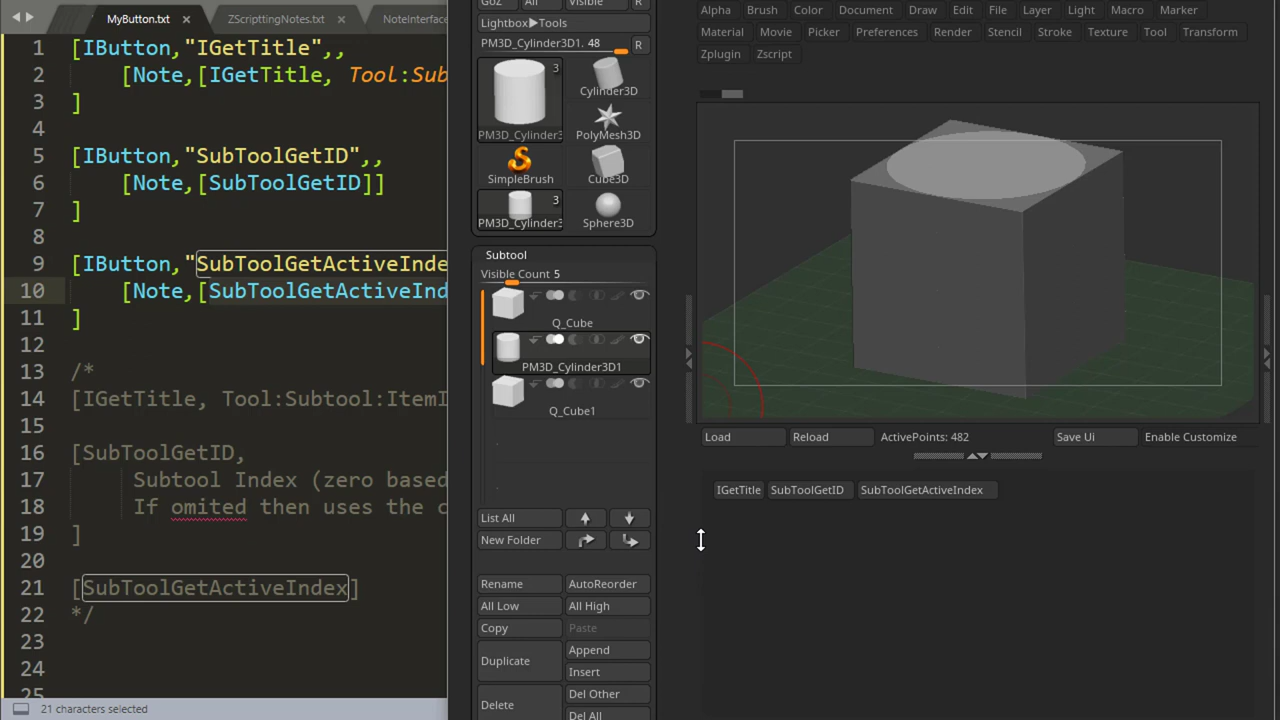 MyButton.txt
ZScripttingNotes.txt
NoteInterface
1 [IButton,"IGetTitle",,
2 [Note,[IGetTitle, Tool:Sub
3 ]
4
5 [IButton,"SubToolGetID",,
6 [Note,[SubToolGetID]]
7 ]
8
9 [IButton,"SubToolGetActiveInde
10 [Note,[SubToolGetActiveInd
11 ]
12
13 /*
14 [IGetTitle, Tool:Subtool:ItemI
15
16 [SubToolGetID,
17 Subtool Index (zero based
18 If omited then uses the c
19 ]
20
21 [SubToolGetActiveIndex]
22 */
23
24
25
21 characters selected
GoZ All Visible R
Lightbox▶Tools
PM3D_Cylinder3D1. 48 R
3
PM3D_Cylinder3
Cylinder3D
PolyMesh3D
SimpleBrush
Cube3D
3
PM3D_Cylinder3
Sphere3D
Subtool
Visible Count 5
Q_Cube
PM3D_Cylinder3D1
Q_Cube1
List All
New Folder
Rename AutoReorder
All Low All High
Copy Paste
Duplicate Append
Insert
Delete Del Other
Del All
Alpha Brush Color Document Draw Edit File Layer Light Macro Marker
Material Movie Picker Preferences Render Stencil Stroke Texture Tool Transform
Zplugin Zscript
Load Reload ActivePoints: 482 Save Ui Enable Customize
IGetTitle SubToolGetID SubToolGetActiveIndex